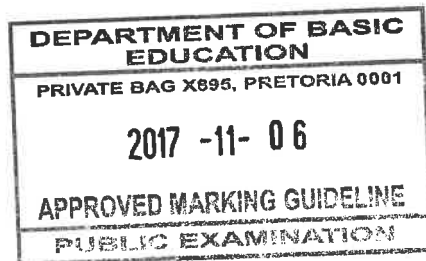 DEPARTMENT OF BASIC
EDUCATION
PRIVATE BAG X895, PRETORIA 0001
2017 -11- 06
APPROVED MARKING GUIDELINE
PUBLIC EXAMINATION